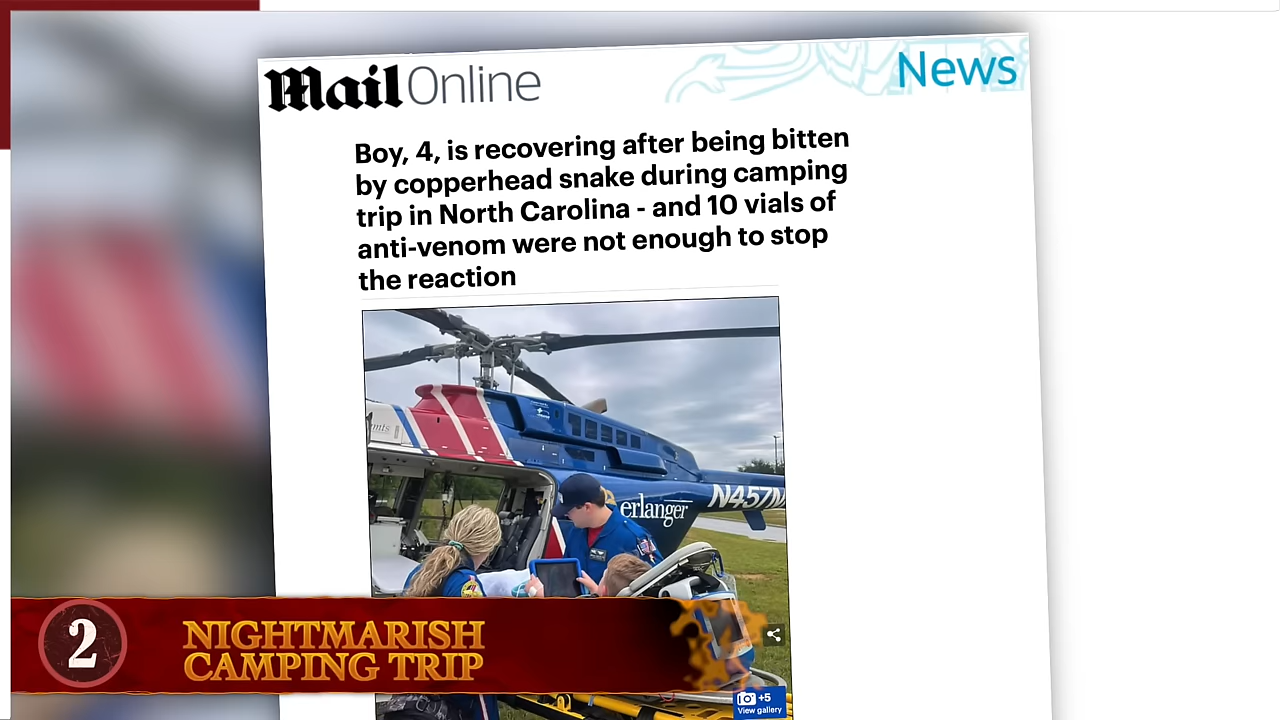 Mail Online
News
Boy, 4, is recovering after being bitten
by copperhead snake during camping
trip in North Carolina - and 10 vials of
anti-venom were not enough to stop
the reaction
N457M
erlanger
2
NIGHTMARISH
CAMPING TRIP
+5
View gallery